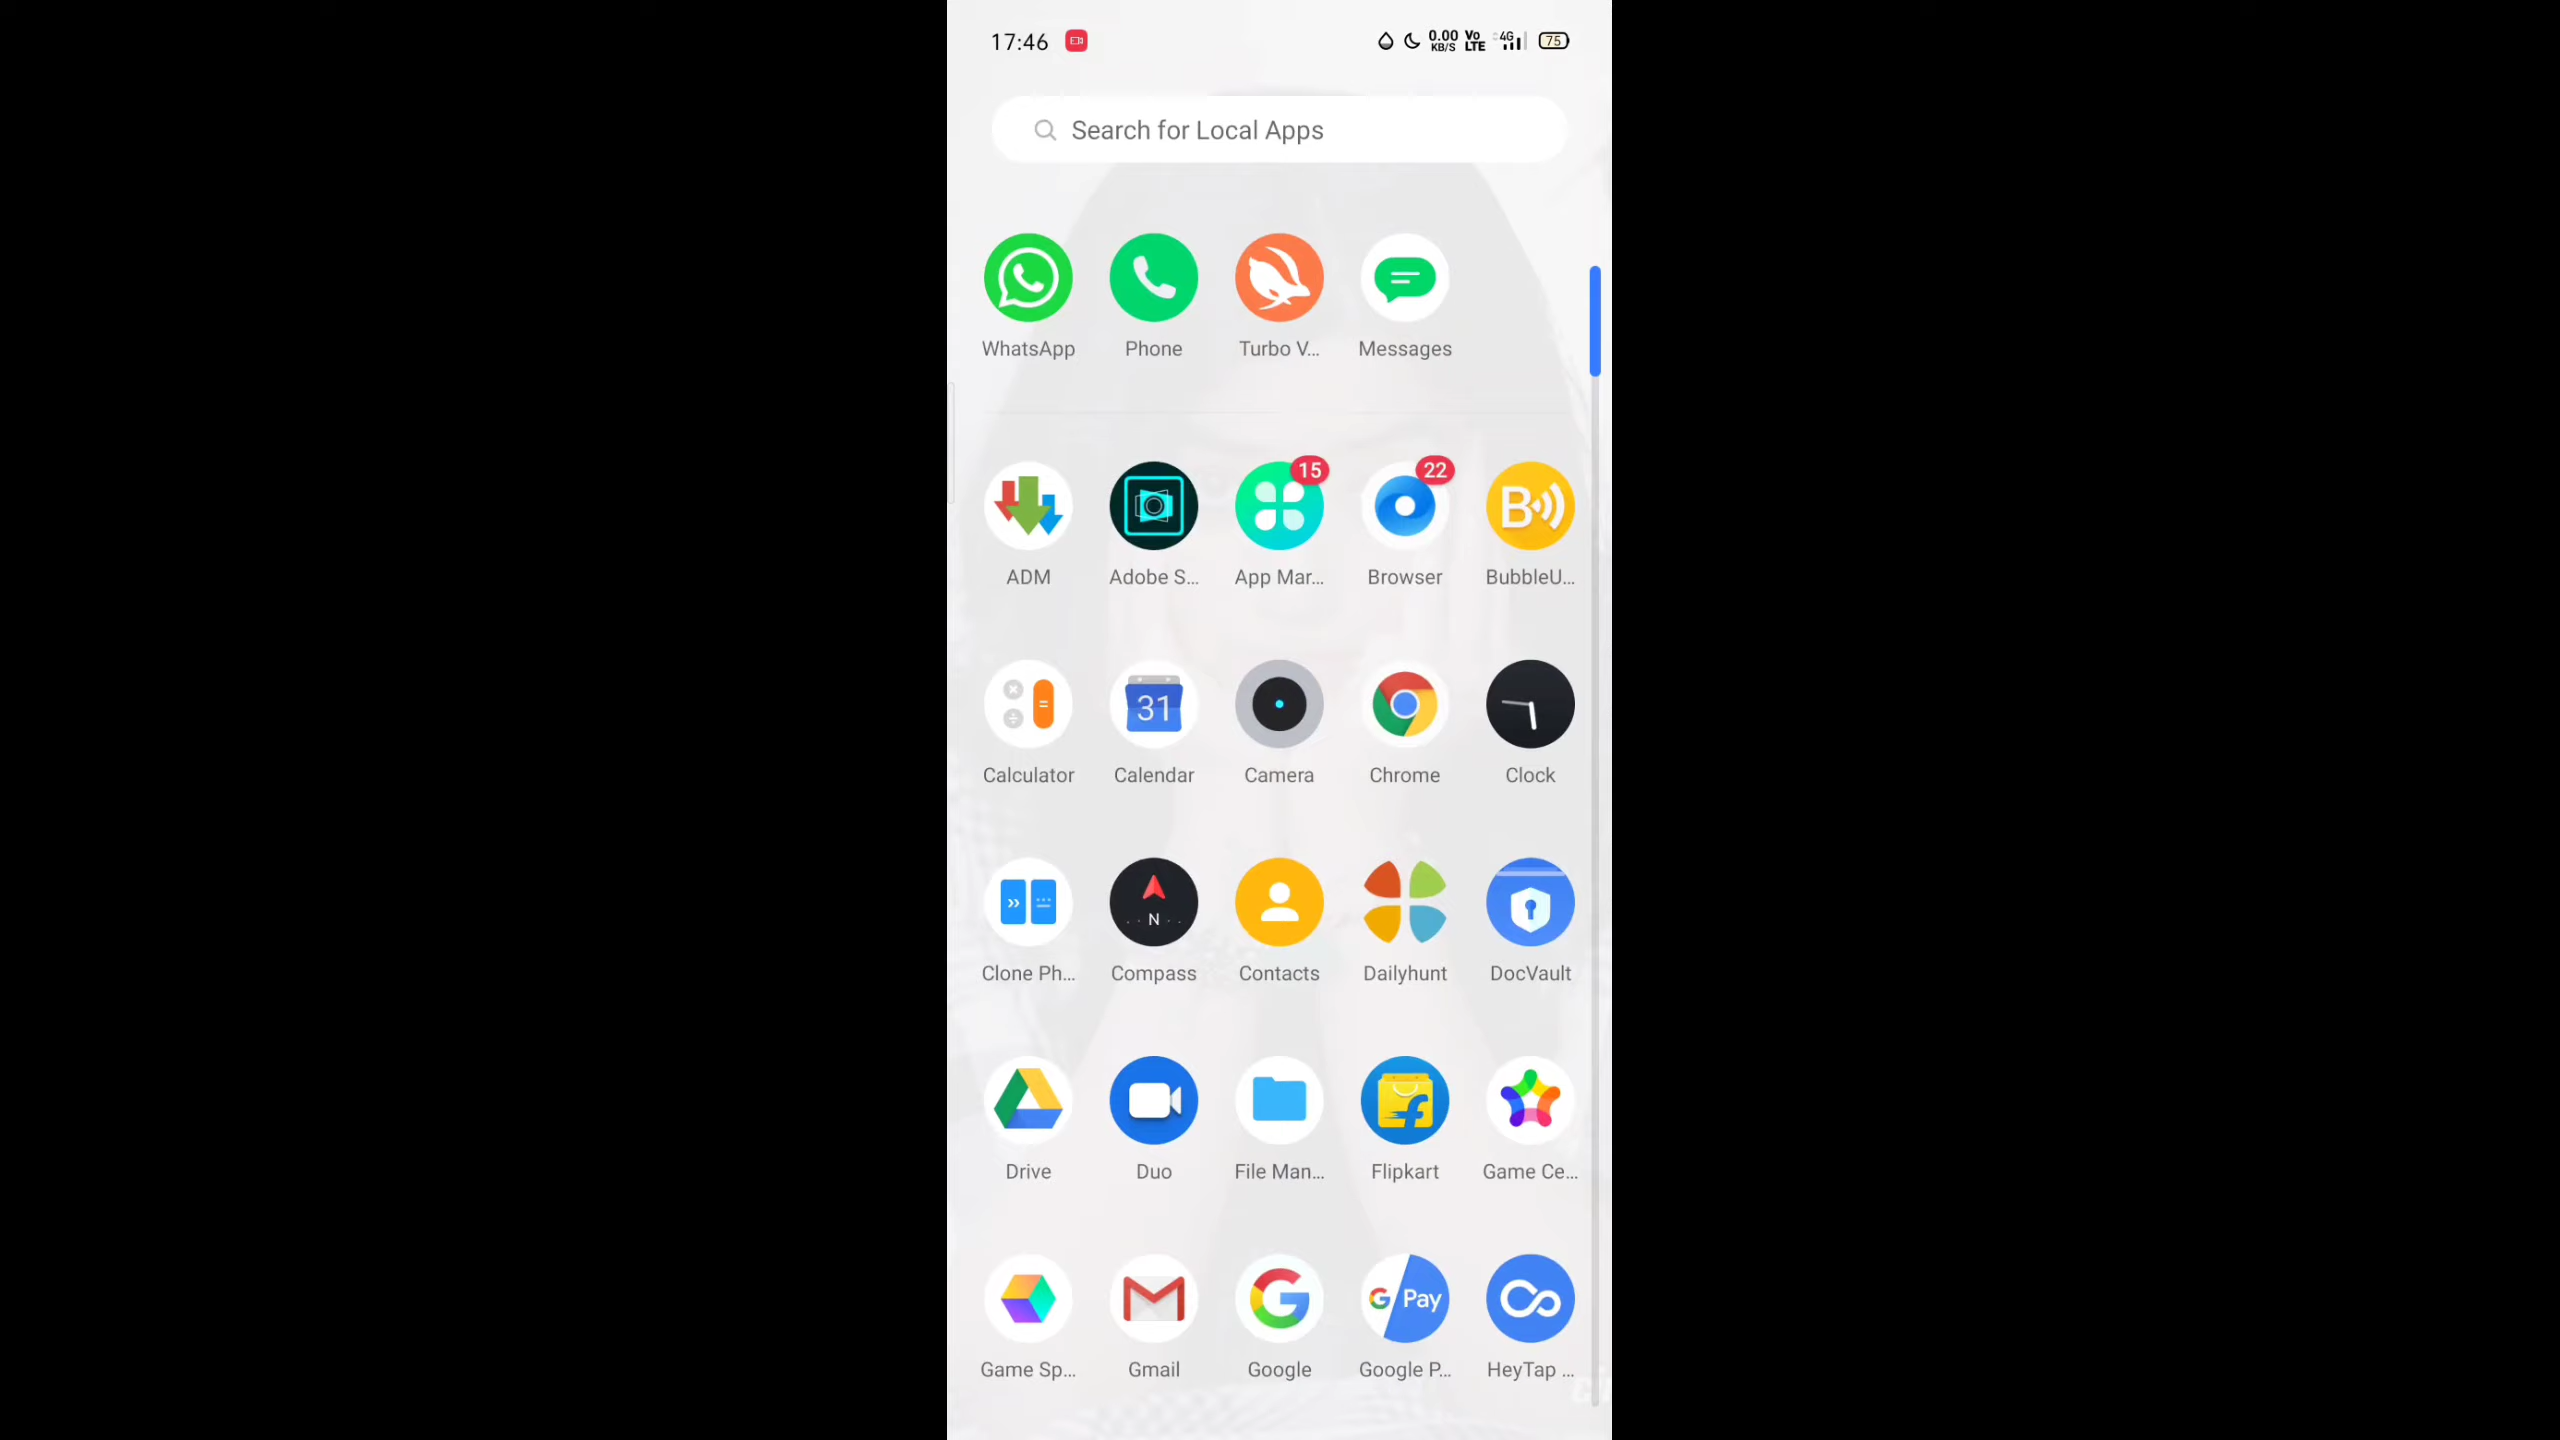 17:46 0.00 KB/S Vo LTE 4G 75
Search for Local Apps
WhatsApp Phone Turbo V... Messages
15 22
B
ADM Adobe S... App Mar... Browser BubbleU...
31
Calculator Calendar Camera Chrome Clock
N
Clone Ph... Compass Contacts Dailyhunt DocVault
Drive Duo File Man... Flipkart Game Ce...
G Pay
Game Sp... Gmail Google Google P... HeyTap ...